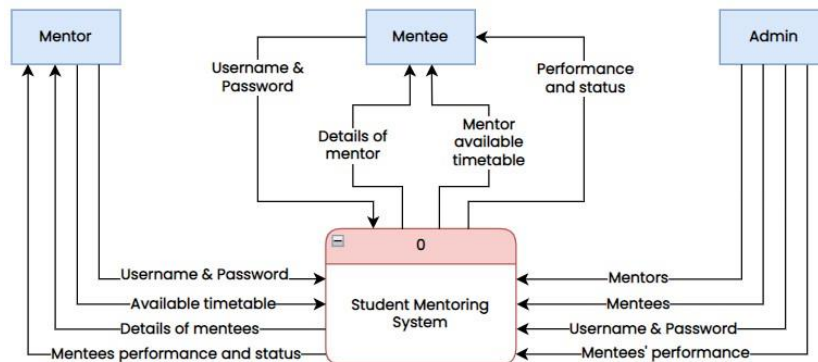 Mentor
Mentee
Admin
Username &
Password
Performance
and status
Details of
mentor
Mentor
available
timetable
0
Student Mentoring
System
Username & Password
Available timetable
Details of mentees
Mentees performance and status
Mentors
Mentees
Username & Password
Mentees' performance